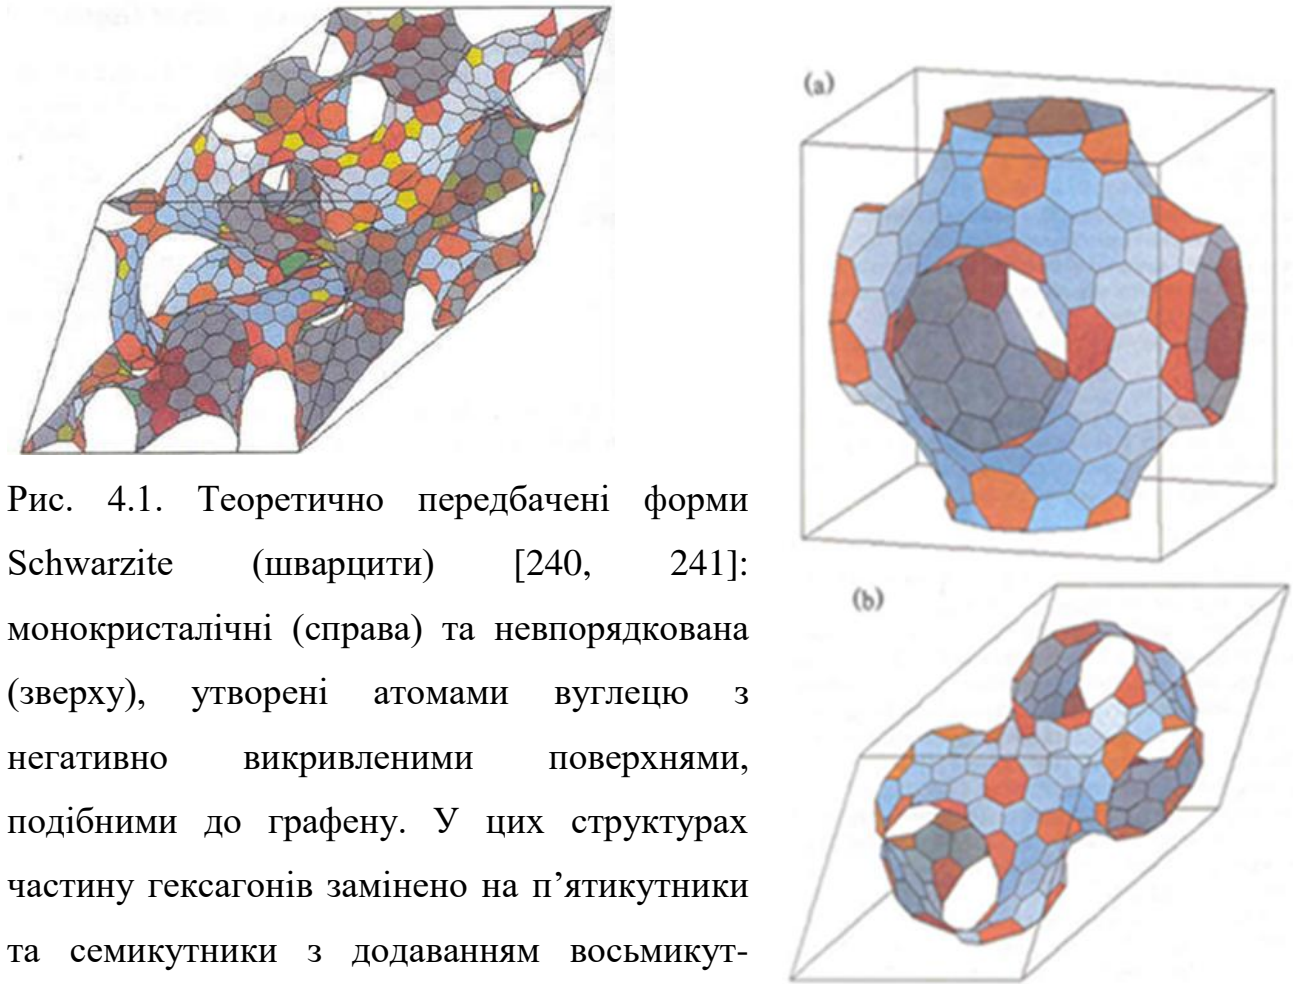 (a)
(b)
Рис. 4.1. Теоретично передбачені форми
Schwarzite (шварцити) [240, 241]:
монокристалічні (справа) та невпорядкована
(зверху), утворені атомами вуглецю з
негативно викривленими поверхнями,
подібними до графену. У цих структурах
частину гексагонів замінено на п’ятикутники
та семикутники з додаванням восьмикут-